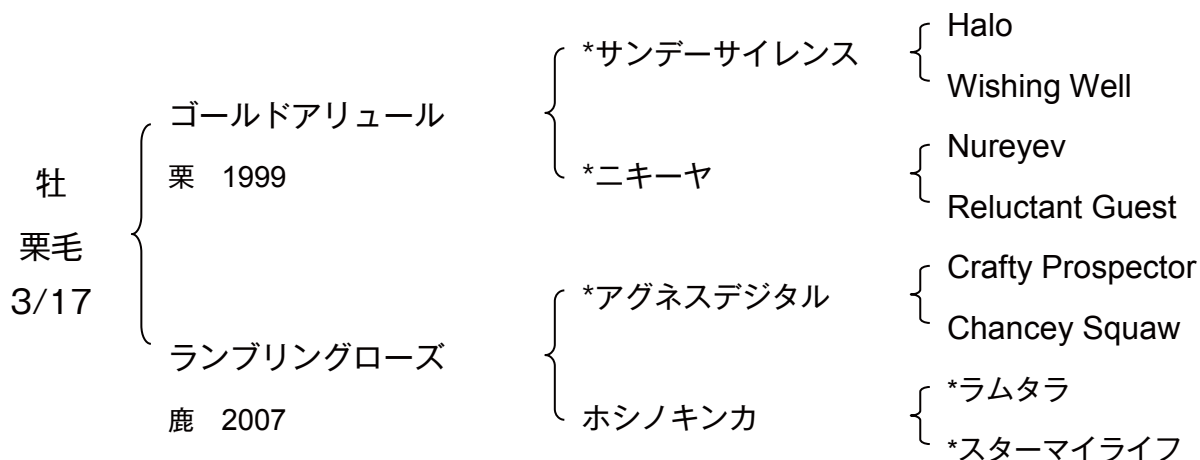 牡
栗毛
3/17
ゴールドアリュール
栗 1999
ランブリングローズ
鹿 2007
*サンデーサイレンス
*ニキーヤ
*アグネスデジタル
ホシノキンカ
Halo
Wishing Well
Nureyev
Reluctant Guest
Crafty Prospector
Chancey Squaw
*ラムタラ
*スターマイライフ